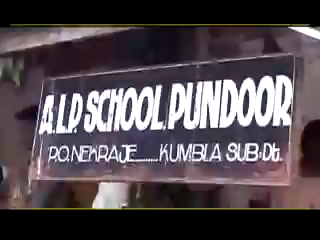 A.L.P. SCHOOL, PUNDOOR
P.O. NEKRAJE......KUMBLA SUB-Dt.